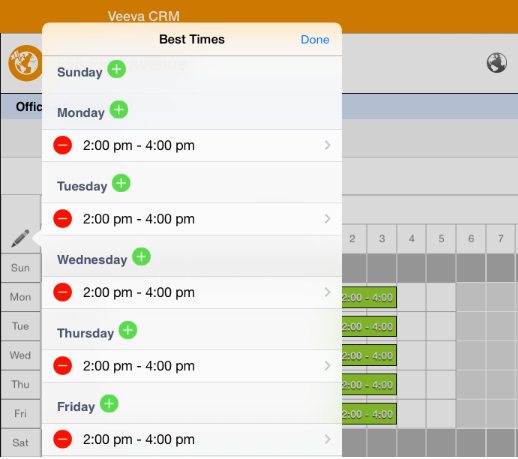 Veeva CRM
Best Times Done
Offic
Sunday
Monday
2:00 pm - 4:00 pm
Tuesday
2:00 pm - 4:00 pm
Wednesday
2:00 pm - 4:00 pm
Thursday
2:00 pm - 4:00 pm
Friday
2:00 pm - 4:00 pm
2 3 4 5 6 7
Sun
Mon 2:00 - 4:00
Tue 2:00 - 4:00
Wed 2:00 - 4:00
Thu 2:00 - 4:00
Fri 2:00 - 4:00
Sat